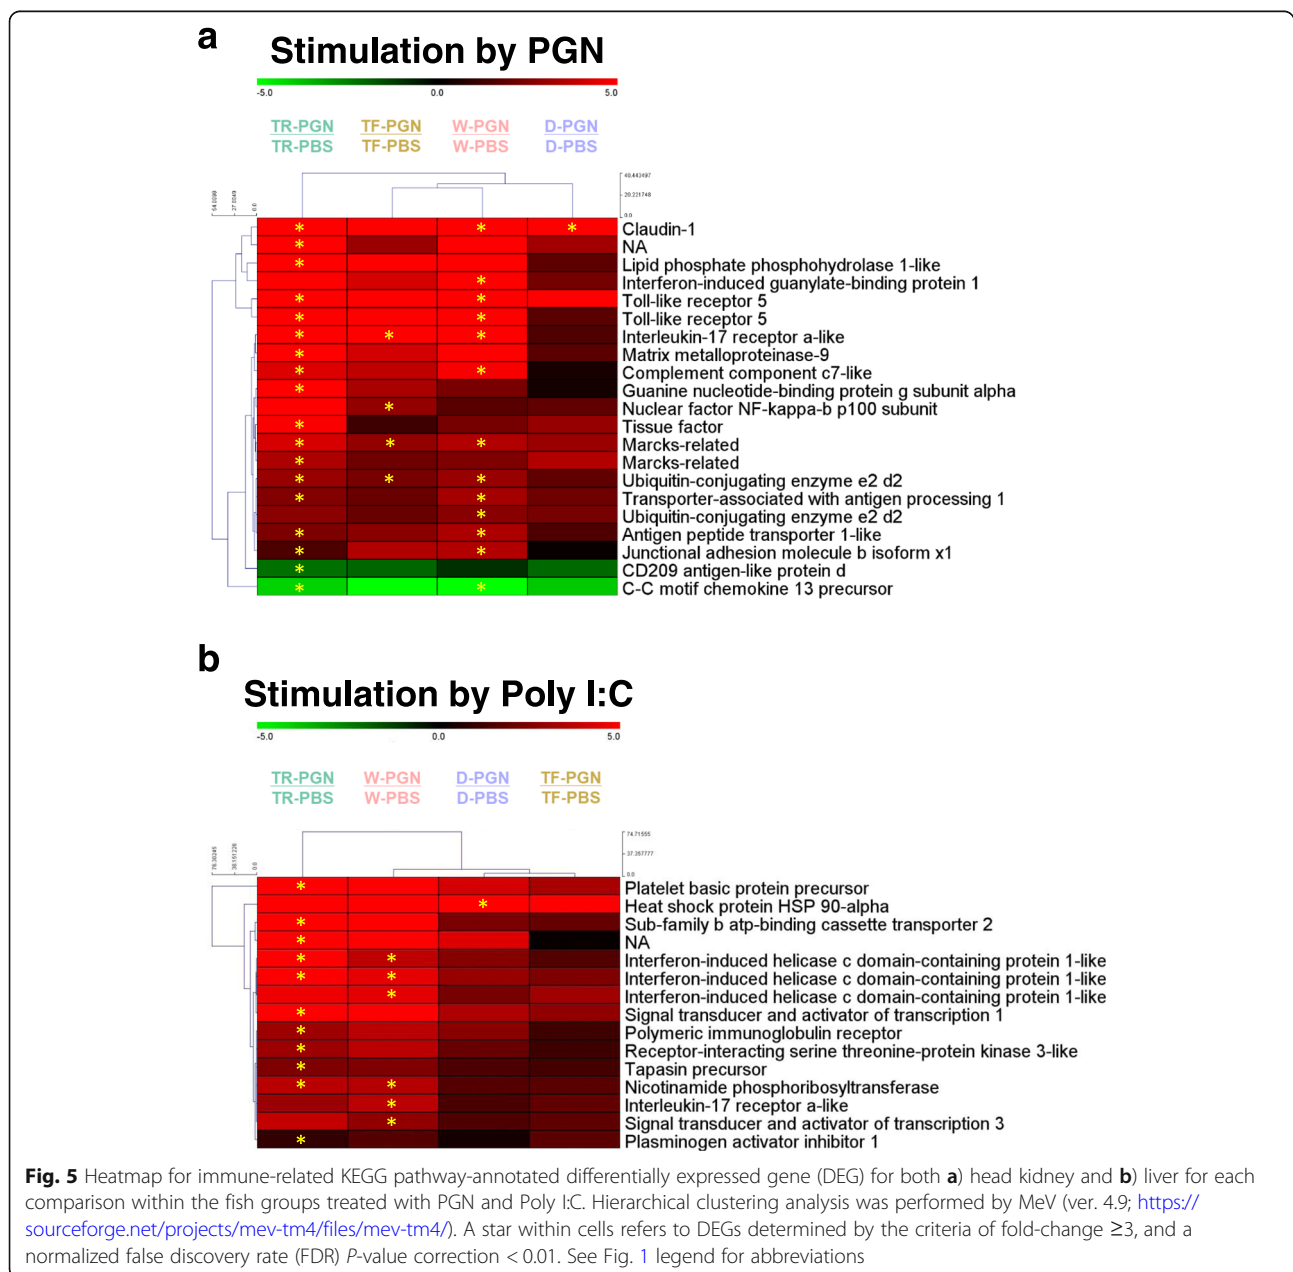 a
Stimulation by PGN
-5.0 0.0 5.0
TR-PGN TF-PGN W-PGN D-PGN
TR-PBS TF-PBS W-PBS D-PBS
Claudin-1
NA
Lipid phosphate phosphohydrolase 1-like
Interferon-induced guanylate-binding protein 1
Toll-like receptor 5
Toll-like receptor 5
Interleukin-17 receptor a-like
Matrix metalloproteinase-9
Complement component c7-like
Guanine nucleotide-binding protein g subunit alpha
Nuclear factor NF-kappa-b p100 subunit
Tissue factor
Marcks-related
Marcks-related
Ubiquitin-conjugating enzyme e2 d2
Transporter-associated with antigen processing 1
Ubiquitin-conjugating enzyme e2 d2
Antigen peptide transporter 1-like
Junctional adhesion molecule b isoform x1
CD209 antigen-like protein d
C-C motif chemokine 13 precursor
b
Stimulation by Poly I:C
-5.0 0.0 5.0
TR-PGN W-PGN D-PGN TF-PGN
TR-PBS W-PBS D-PBS TF-PBS
74.71555
37.357777
0.0
Platelet basic protein precursor
Heat shock protein HSP 90-alpha
Sub-family b atp-binding cassette transporter 2
NA
Interferon-induced helicase c domain-containing protein 1-like
Interferon-induced helicase c domain-containing protein 1-like
Interferon-induced helicase c domain-containing protein 1-like
Signal transducer and activator of transcription 1
Polymeric immunoglobulin receptor
Receptor-interacting serine threonine-protein kinase 3-like
Tapasin precursor
Nicotinamide phosphoribosyltransferase
Interleukin-17 receptor a-like
Signal transducer and activator of transcription 3
Plasminogen activator inhibitor 1
Fig. 5 Heatmap for immune-related KEGG pathway-annotated differentially expressed gene (DEG) for both a) head kidney and b) liver for each
comparison within the fish groups treated with PGN and Poly I:C. Hierarchical clustering analysis was performed by MeV (ver. 4.9; https://
sourceforge.net/projects/mev-tm4/files/mev-tm4/). A star within cells refers to DEGs determined by the criteria of fold-change ≥3, and a
normalized false discovery rate (FDR) P-value correction < 0.01. See Fig. 1 legend for abbreviations